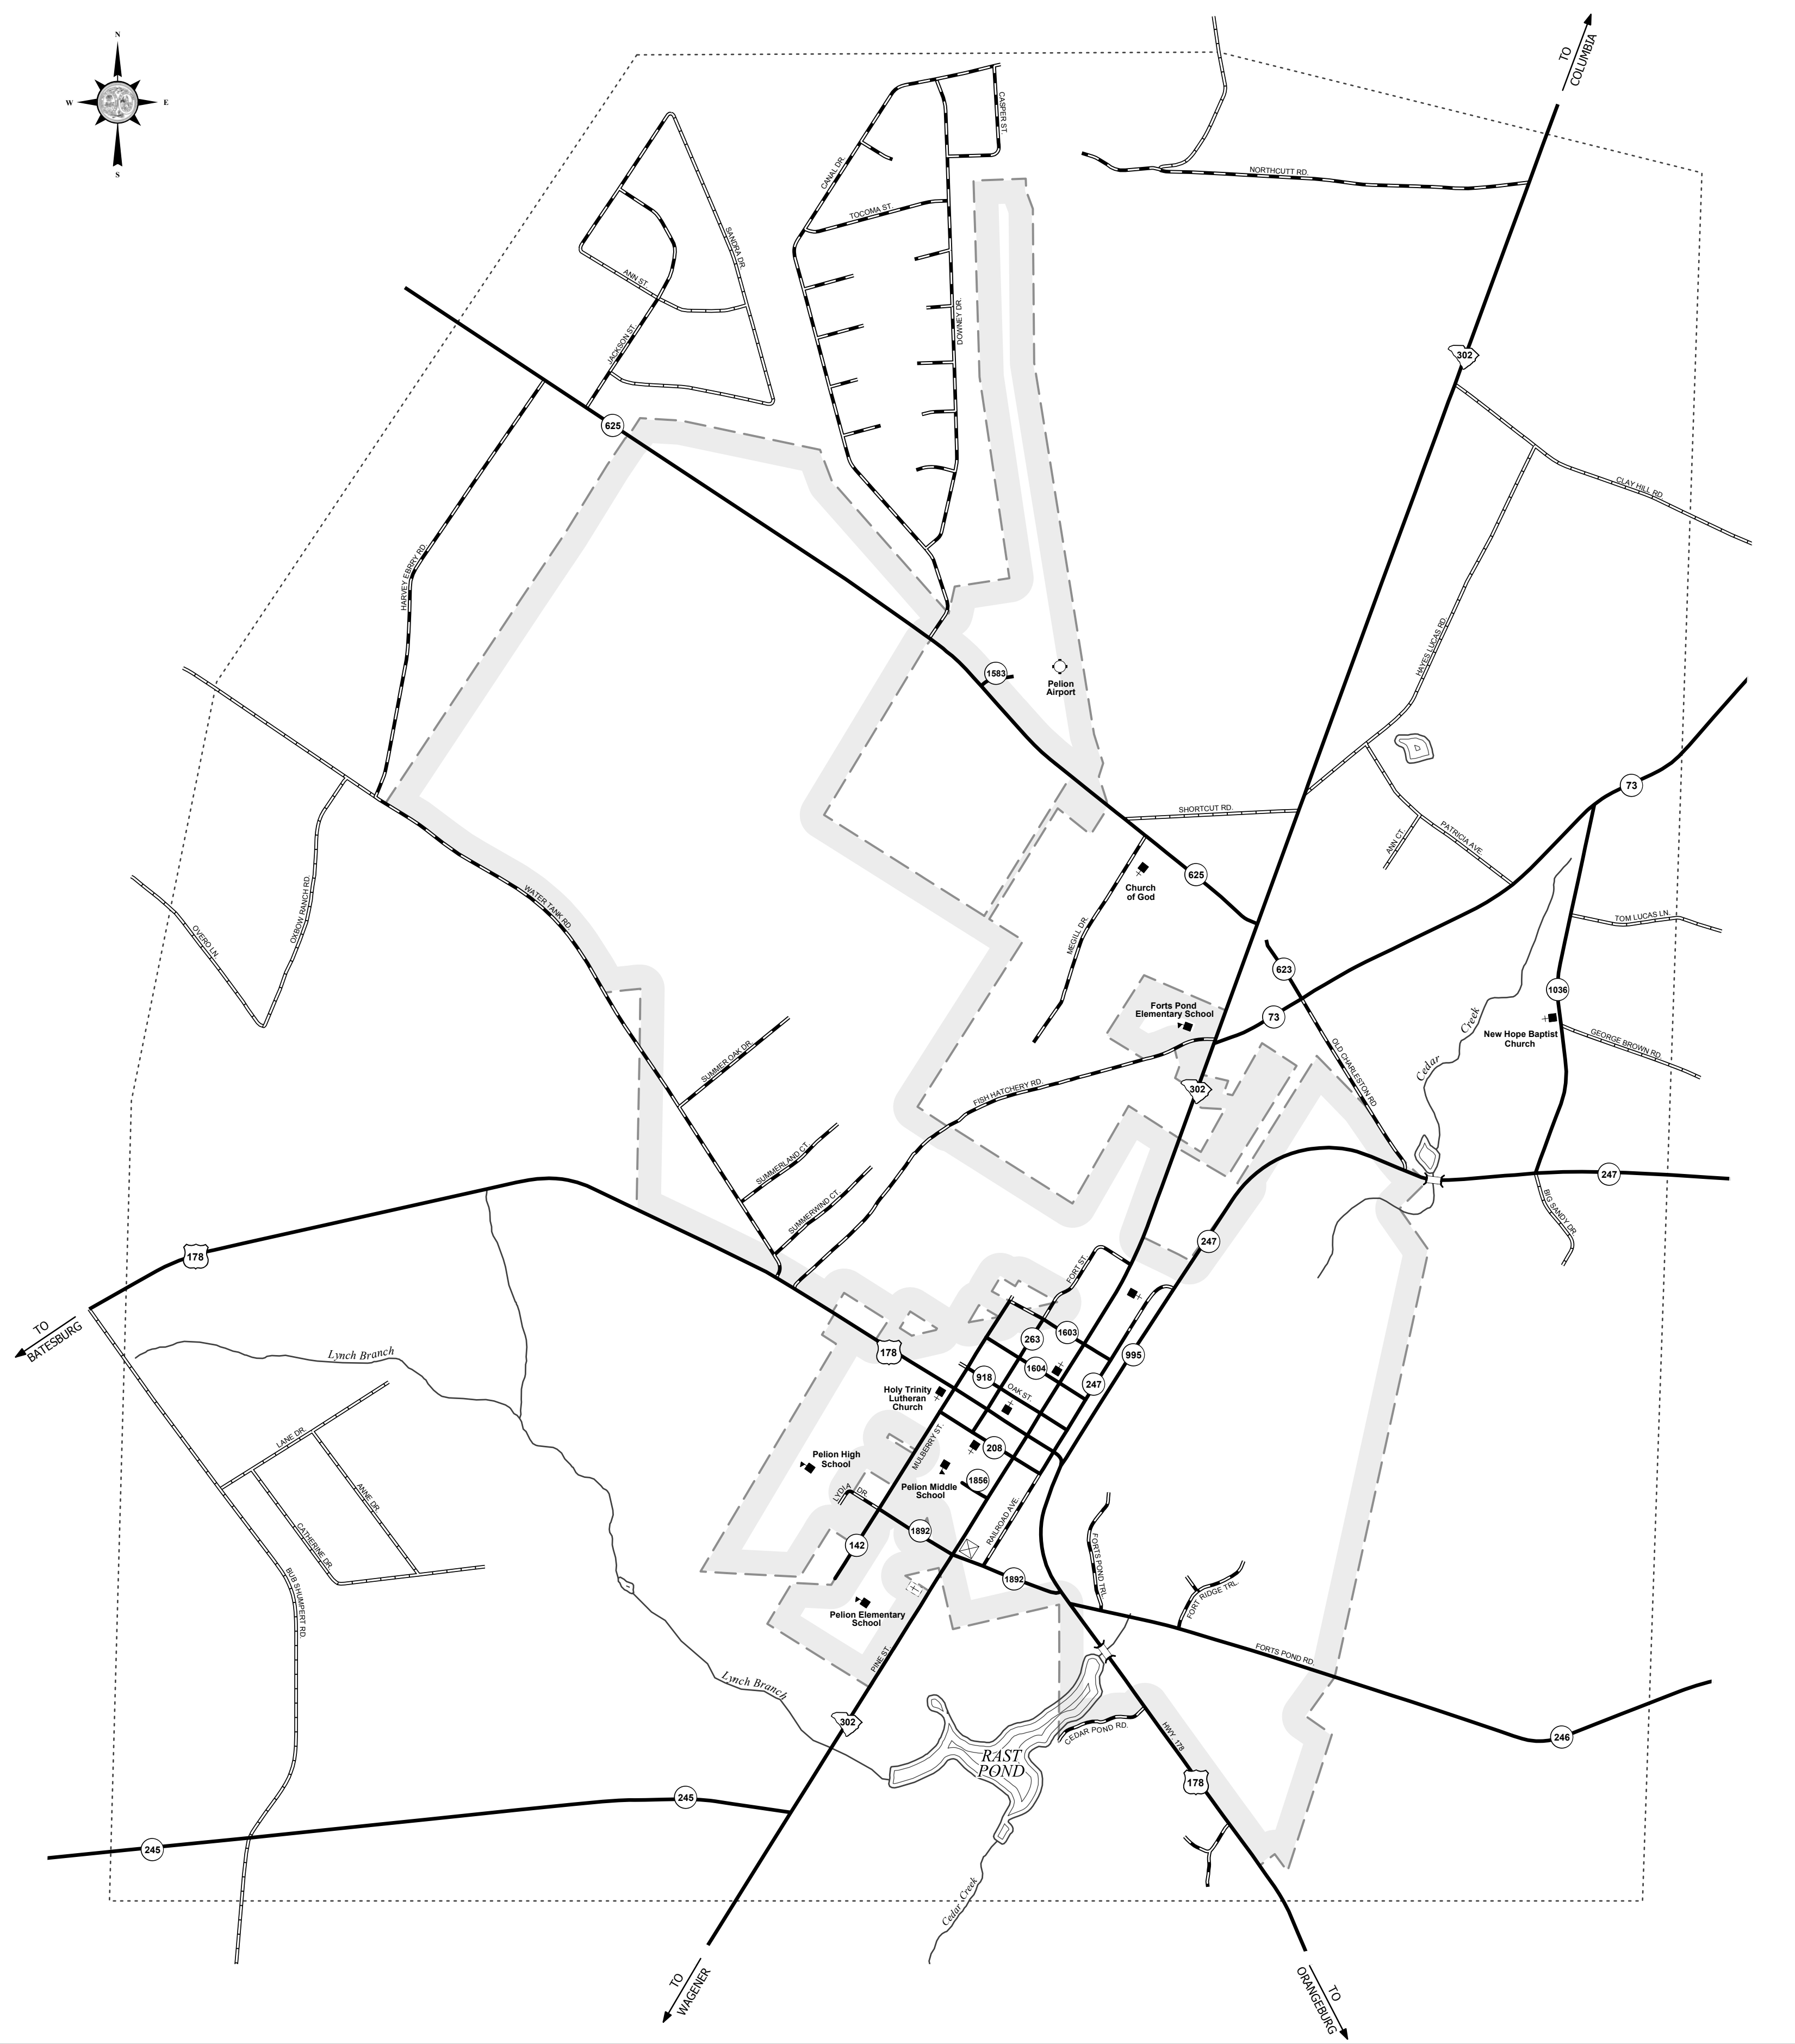 N
W
E
S
TO
COLUMBIA
CASPER ST.
CANAL DR.
TOCOMA ST.
NORTHCUTT RD.
SANDRA DR.
ANN ST.
JACKSON ST.
DOWNEY DR.
302
625
CLAY HILL RD.
HARVEY EBRRY RD.
HAYES LUCAS RD.
1583
Pelion
Airport
73
SHORTCUT RD.
ANN CT.
PATRICIA AVE.
625
Church
of God
WATER TANK RD.
OXBOW RANCH RD.
OVERO LN
MEGILL DR.
TOM LUCAS LN.
623
1036
Forts Pond
Elementary School
73
Creek
New Hope Baptist
Church
GEORGE BROWN RD.
OLD CHARLESTON RD
Cedar
SUMMER OAK DR
FISH HATCHERY RD.
302
SUMMERLAND CT.
SUMMERWIND CT
247
BIG SANDY DR.
247
178
FORT ST.
TO
BATESBURG
Lynch Branch
178
263
1603
995
1604
918
OAK ST.
247
Holy Trinity
Lutheran
Church
MULBERRY ST.
208
Pelion High
School
Pelion Middle
School
1856
LYDIA DR
RAILROAD AVE.
LANE DR.
ANNE DR
CATHERINE DR
142
1892
1892
FORTS POND TRL.
FORT RIDGE TRL.
BUB SHUMPERT RD.
Pelion Elementary
School
PINE ST.
FORTS POND RD.
Lynch Branch
302
CEDAR POND RD.
HWY. 178
246
RAST
POND
178
245
245
Cedar Creek
TO
WAGENER
TO
ORANGEBURG